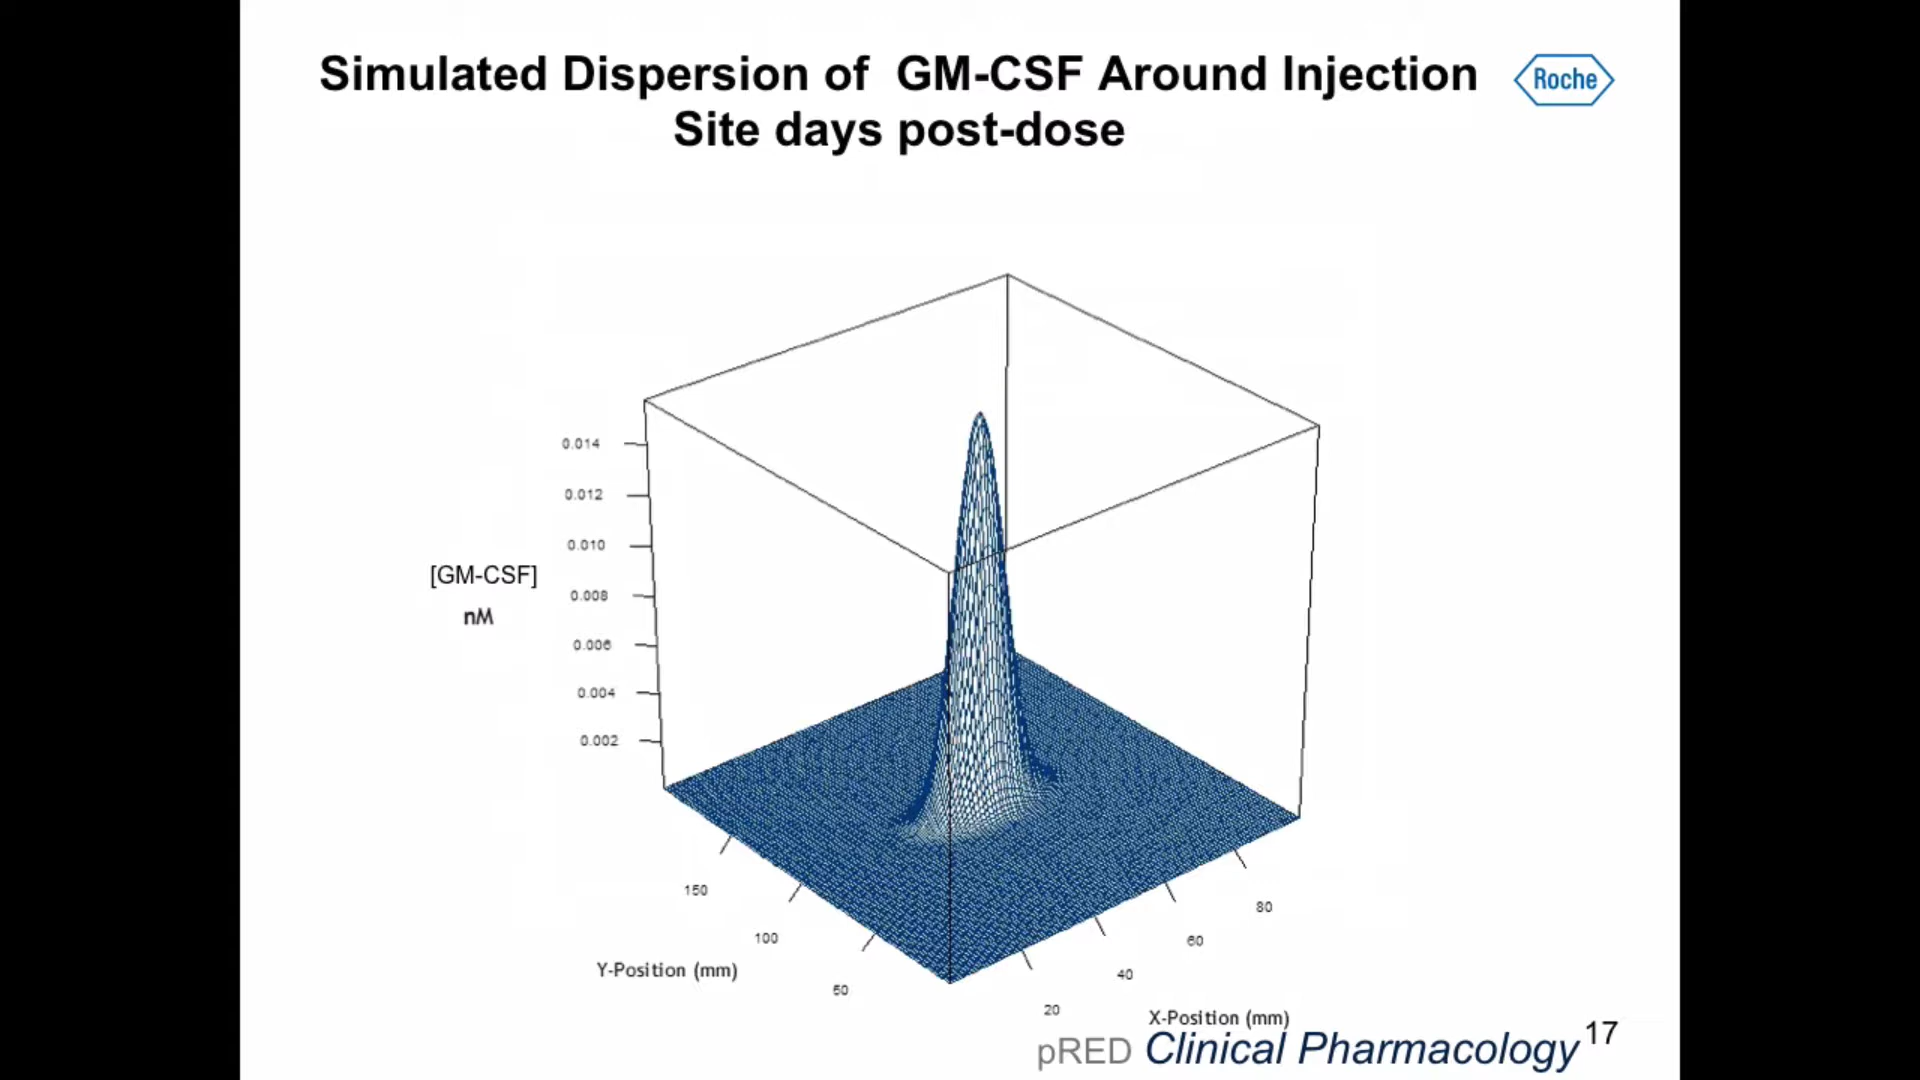 Simulated Dispersion of GM-CSF Around Injection
Site days post-dose
Roche
0.014
0.012
0.010
[GM-CSF]
nM
0.008
0.006
0.004
0.002
150
100
50
Y-Position (mm)
80
60
40
20
X-Position (mm)
pRED Clinical Pharmacology
17